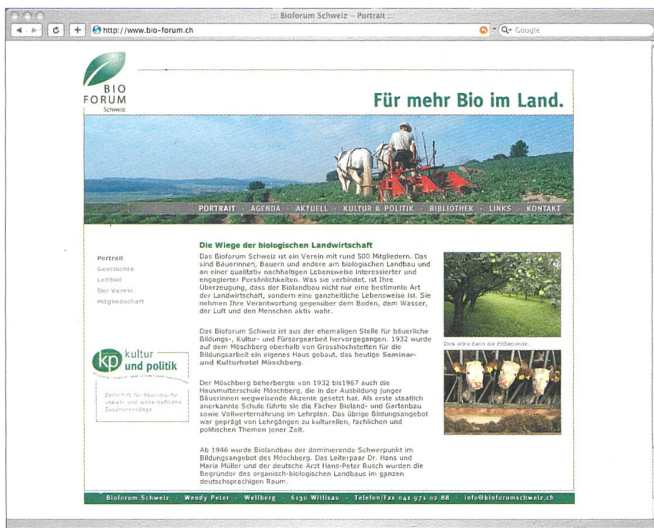 ::: Bioforum Schweiz – Portrait :::
http://www.bio-forum.ch
Google
BIO
FORUM
Schweiz
Für mehr Bio im Land.
PORTRAIT - AGENDA - AKTUELL - KULTUR & POLITIK - BIBLIOTHEK - LINKS - KONTAKT
Portrait
Geschichte
Leitbild
Der Verein
Mitgliedschaft
kp kultur
und politik
Zeitschrift für ökologische,
soziale und wirtschaftliche
Zusammenhänge
Die Wiege der biologischen Landwirtschaft
Das Bioforum Schweiz ist ein Verein mit rund 500 Mitgliedern. Das
sind Bäuerinnen, Bauern und andere am biologischen Landbau und
an einer qualitativ nachhaltigen Lebensweise interessierter und
engagierter Persönlichkeiten. Was sie verbindet, ist Ihre
Überzeugung, dass der Biolandbau nicht nur eine bestimmte Art
der Landwirtschaft, sondern eine ganzheitliche Lebensweise ist. Sie
nehmen Ihre Verantwortung gegenüber dem Boden, dem Wasser,
der Luft und den Menschen aktiv wahr.
Das Bioforum Schweiz ist aus der ehemaligen Stelle für bäuerliche
Bildungs-, Kultur- und Fürsorgearbeit hervorgegangen. 1932 wurde
auf dem Möschberg oberhalb von Grosshöchstetten für die
Bildungsarbeit ein eigenes Haus gebaut, das heutige Seminar-
und Kulturhotel Möschberg.
Der Möschberg beherbergte von 1932 bis1967 auch die
Hausmutterschule Möschberg, die in der Ausbildung junger
Bäuerinnen wegweisende Akzente gesetzt hat. Als erste staatlich
anerkannte Schule führte sie die Fächer Bioland- und Gartenbau
sowie Vollwerternährung im Lehrplan. Das übrige Bildungsangebot
war geprägt von Lehrgängen zu kulturellen, fachlichen und
politischen Themen jener Zeit.
Ab 1946 wurde Biolandbau der dominierende Schwerpunkt im
Bildungsangebot des Möschberg. Das Leiterpaar Dr. Hans und
Maria Müller und der deutsche Arzt Hans-Peter Rusch wurden die
Begründer des organisch-biologischen Landbaus im ganzen
deutschsprachigen Raum.
Dies wäre dann die Bildlegende.
Bioforum Schweiz - Wendy Peter - Wellberg - 6130 Willisau - Telefon/Fax 041 971 02 88 - info@bioforumschweiz.ch